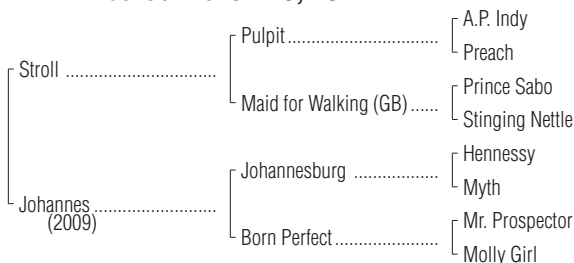 A.P. Indy
Pulpit
Preach
Stroll
Prince Sabo
Maid for Walking (GB)
Stinging Nettle
Hennessy
Johannesburg
Myth
Johannes
(2009)
Mr. Prospector
Born Perfect
Molly Girl